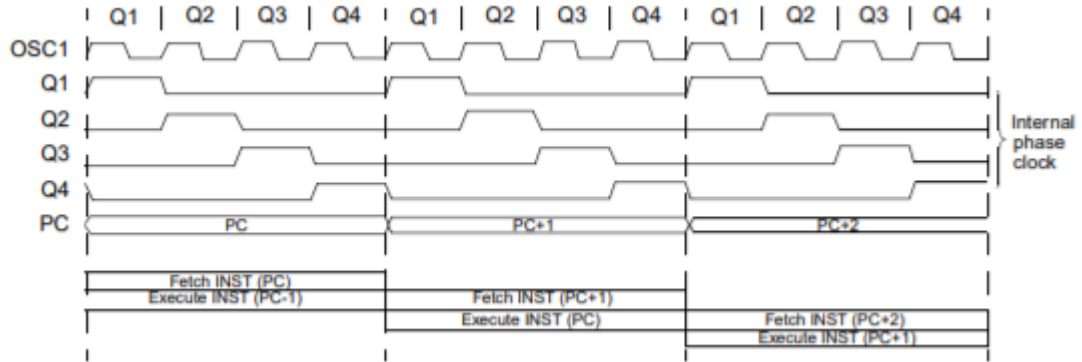 Q1 | Q2 | Q3 | Q4 | Q1 | Q2 | Q3 | Q4 | Q1 | Q2 | Q3 | Q4
OSC1
Q1
Q2
Q3
Q4
Internal
phase
clock
PC PC PC+1 PC+2
Fetch INST (PC)
Execute INST (PC-1) Fetch INST (PC+1)
Execute INST (PC) Fetch INST (PC+2)
Execute INST (PC+1)